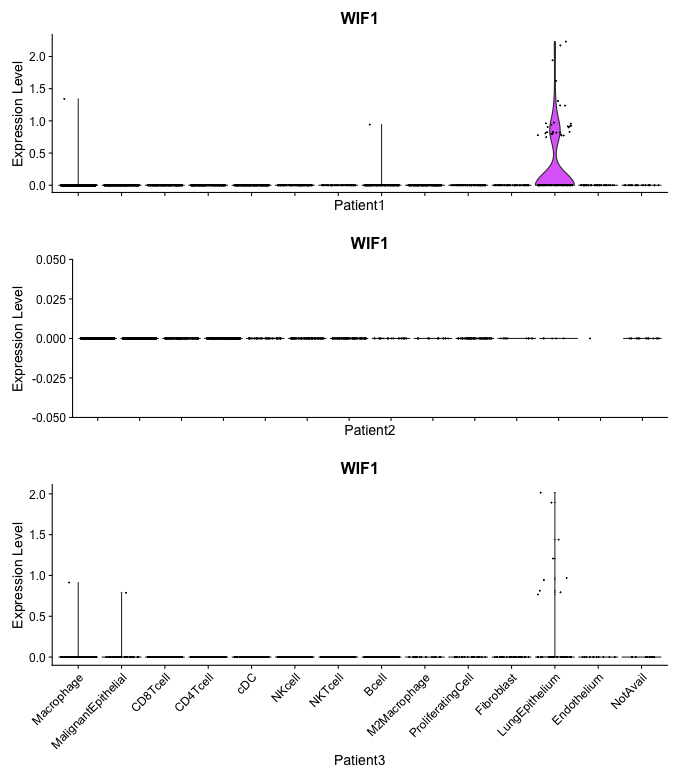 WIF1
Expression Level
2.0
1.5
1.0
0.5
0.0
Patient1
WIF1
Expression Level
0.050
0.025
0.000
-0.025
-0.050
Patient2
WIF1
Expression Level
2.0
1.5
1.0
0.5
0.0
Macrophage
MalignantEpithelial
CD8Tcell
CD4Tcell
cDC
NKcell
NKTcell
Bcell
M2Macrophage
ProliferatingCell
Fibroblast
LungEpithelium
Endothelium
NotAvail
Patient3